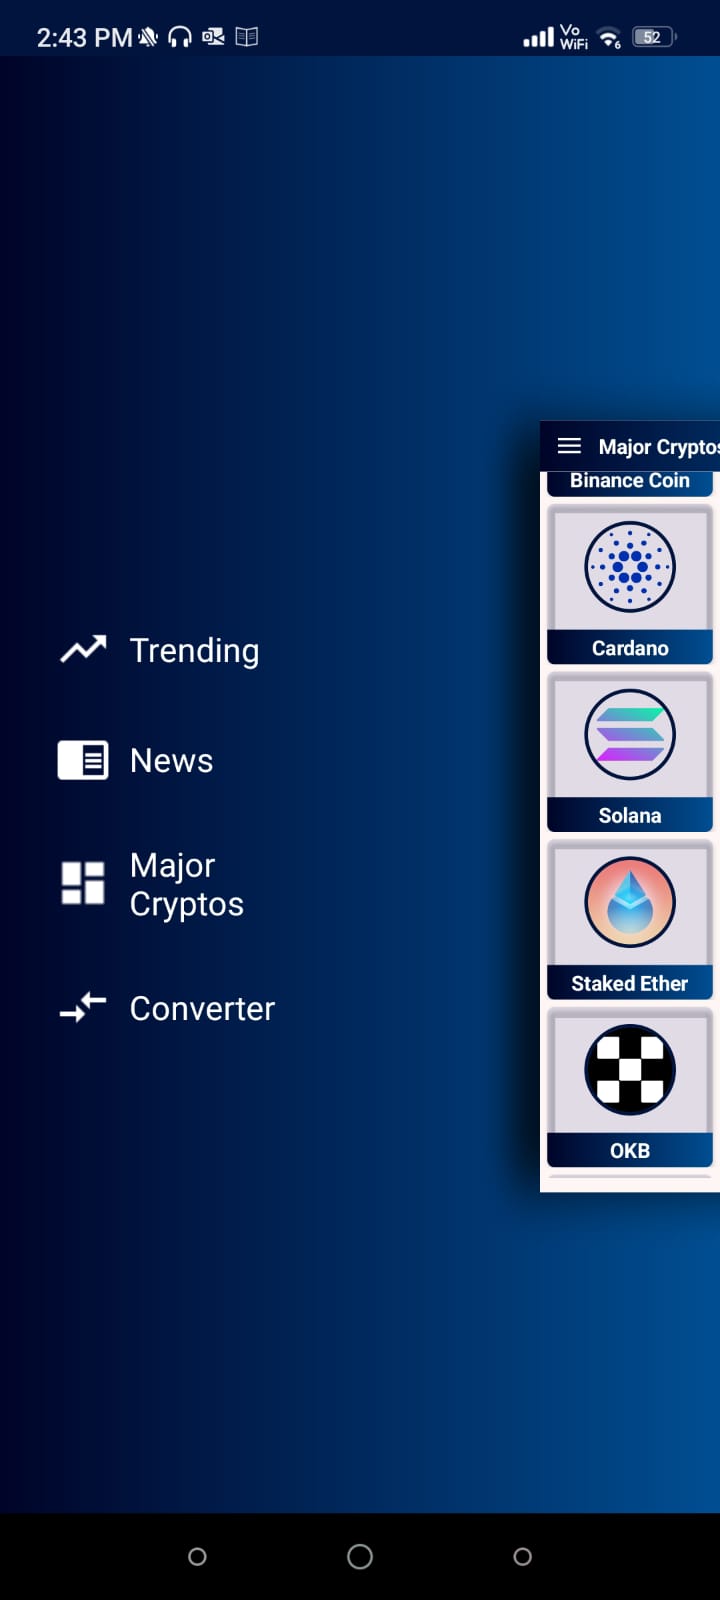 2:43 PM
Vo
WiFi 6
52
Major Cryptos
Binance Coin
Cardano
Trending
News
Solana
Major
Cryptos
Staked Ether
Converter
OKB